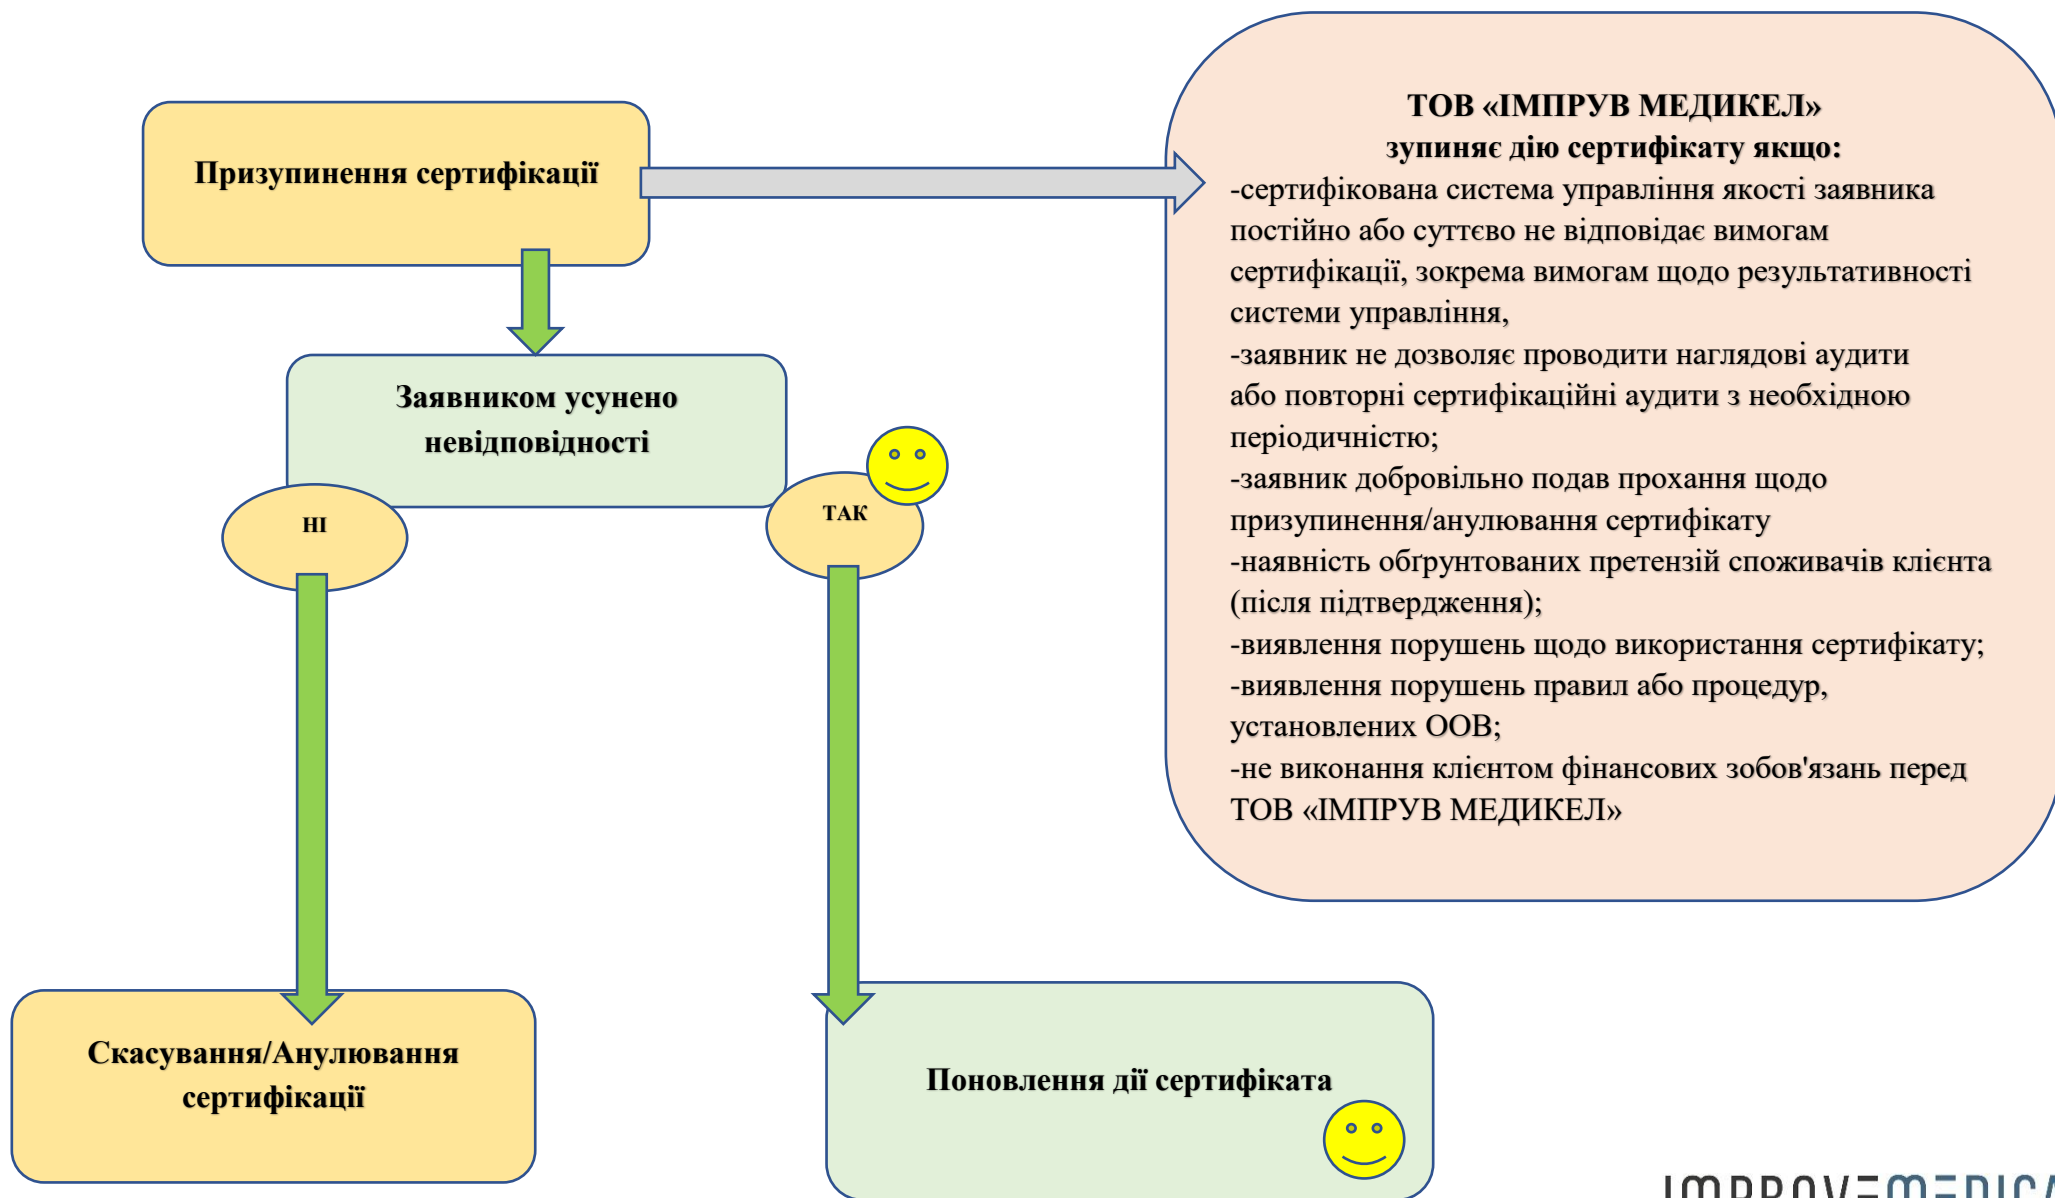 Призупинення сертифікації
ТОВ «ІМПРУВ МЕДИКЕЛ»
зупиняє дію сертифікату якщо:
-сертифікована система управління якості заявника
постійно або суттєво не відповідає вимогам
сертифікації, зокрема вимогам щодо результативності
системи управління,
-заявник не дозволяє проводити наглядові аудити
або повторні сертифікаційні аудити з необхідною
періодичністю;
-заявник добровільно подав прохання щодо
призупинення/анулювання сертифікату
-наявність обґрунтованих претензій споживачів клієнта
(після підтвердження);
-виявлення порушень щодо використання сертифікату;
-виявлення порушень правил або процедур,
установлених ООВ;
-не виконання клієнтом фінансових зобов'язань перед
ТОВ «ІМПРУВ МЕДИКЕЛ»
Заявником усунено
невідповідності
НІ
ТАК
Скасування/Анулювання
сертифікації
Поновлення дії сертифіката
IMPROVEMEDICA